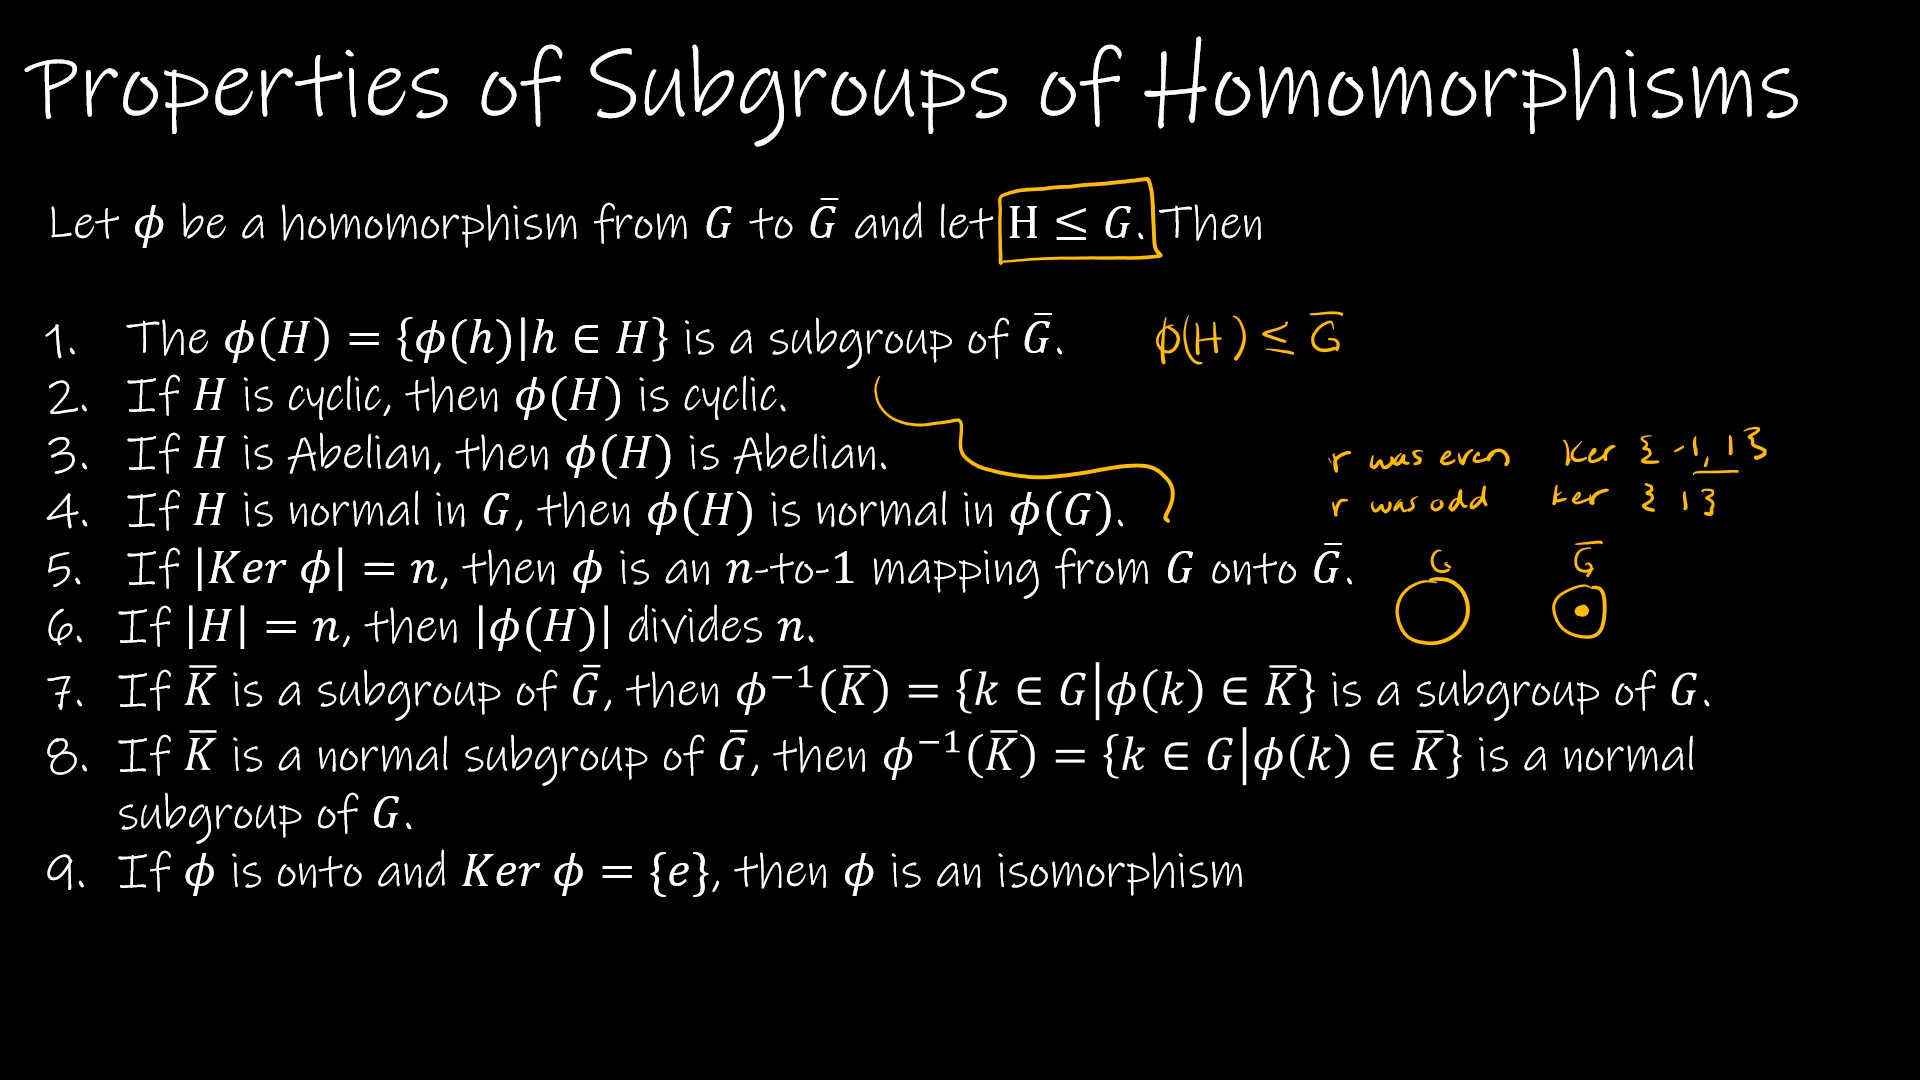 Properties of Subgroups of Homomorphisms
Let ϕ be a homomorphism from G to G̅ and let H ≤ G. Then
1. The ϕ(H) = {ϕ(h)|h ∈ H} is a subgroup of G̅. ϕ(H) ≤ G̅
2. If H is cyclic, then ϕ(H) is cyclic.
3. If H is Abelian, then ϕ(H) is Abelian.
r was even Ker {-1, 1}
4. If H is normal in G, then ϕ(H) is normal in ϕ(G).
r was odd ker {1}
5. If |Ker ϕ| = n, then ϕ is an n-to-1 mapping from G onto G̅.
G G̅
6. If |H| = n, then |ϕ(H)| divides n.
7. If K̅ is a subgroup of G̅, then ϕ⁻¹(K̅) = {k ∈ G|ϕ(k) ∈ K̅} is a subgroup of G.
8. If K̅ is a normal subgroup of G̅, then ϕ⁻¹(K̅) = {k ∈ G|ϕ(k) ∈ K̅} is a normal
subgroup of G.
9. If ϕ is onto and Ker ϕ = {e}, then ϕ is an isomorphism